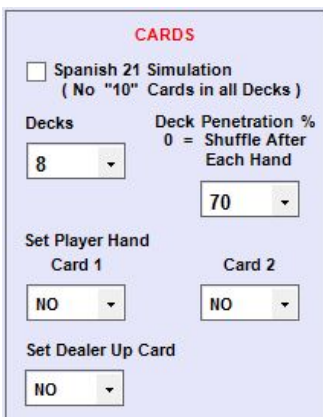 CARDS
Spanish 21 Simulation
( No "10" Cards in all Decks )
Decks
Deck Penetration %
0 = Shuffle After
Each Hand
8
70
Set Player Hand
Card 1
Card 2
NO
NO
Set Dealer Up Card
NO